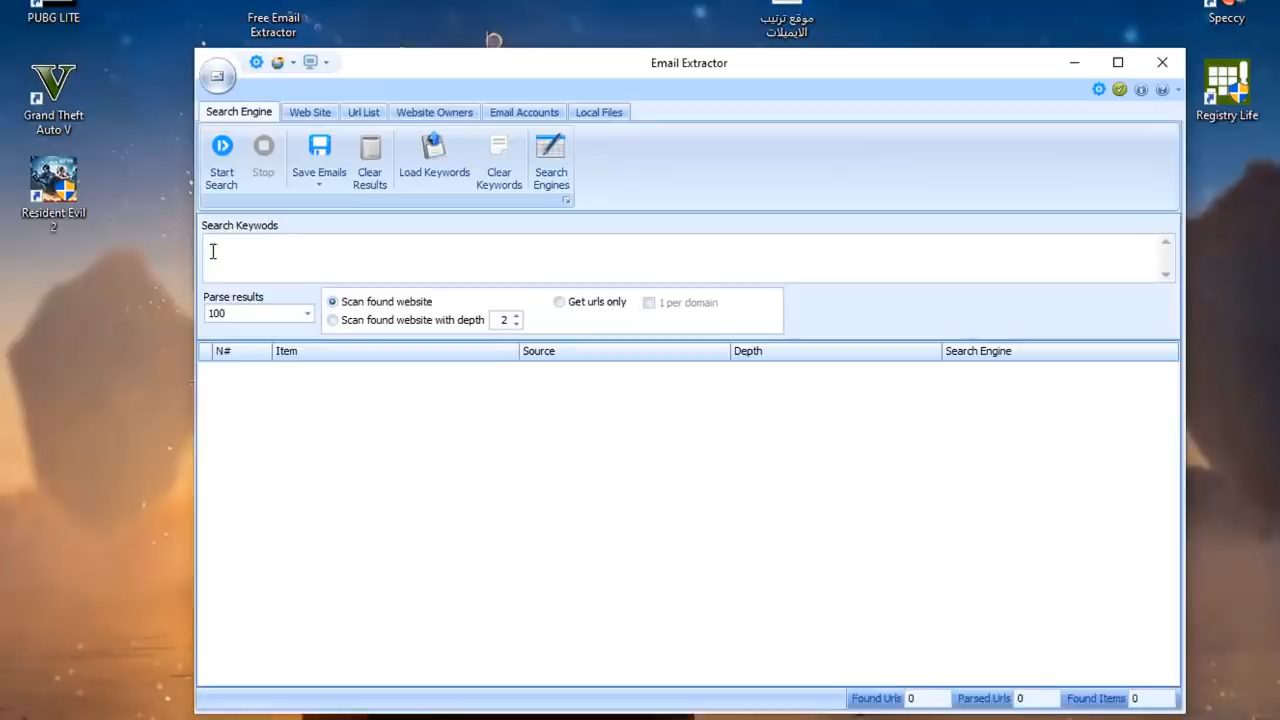 PUBG LITE
Free Email
Extractor
موقع ترتيب
الايميلات
Speccy
Grand Theft
Auto V
Resident Evil
2
Registry Life
Email Extractor
Search Engine
Web Site
Url List
Website Owners
Email Accounts
Local Files
Start
Search
Stop
Save Emails
Clear
Results
Load Keywords
Clear
Keywords
Search
Engines
Search Keywods
Parse results
100
Scan found website
Get urls only
1 per domain
Scan found website with depth
2
N#
Item
Source
Depth
Search Engine
Found Urls 0
Parsed Urls 0
Found Items 0